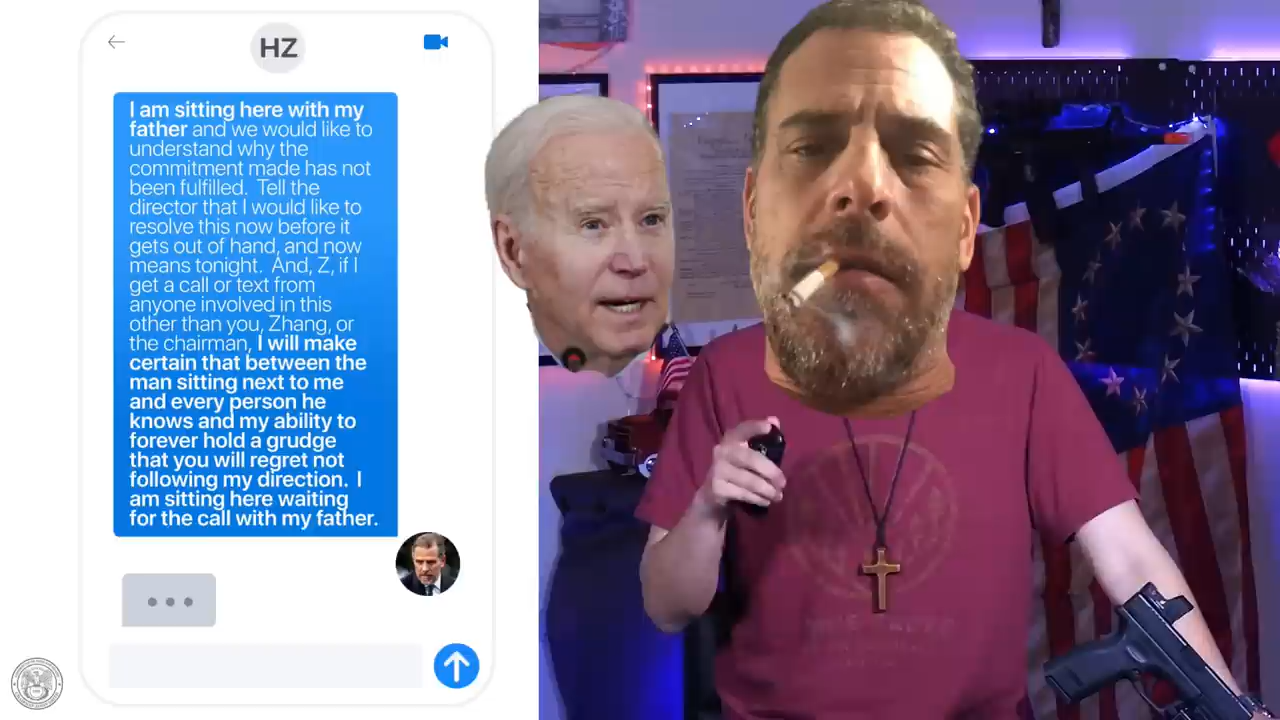 HZ
I am sitting here with my
father and we would like to
understand why the
commitment made has not
been fulfilled. Tell the
director that I would like to
resolve this now before it
gets out of hand, and now
means tonight. And, Z, if I
get a call or text from
anyone involved in this
other than you, Zhang, or
the chairman, I will make
certain that between the
man sitting next to me
and every person he
knows and my ability to
forever hold a grudge
that you will regret not
following my direction. I
am sitting here waiting
for the call with my father.